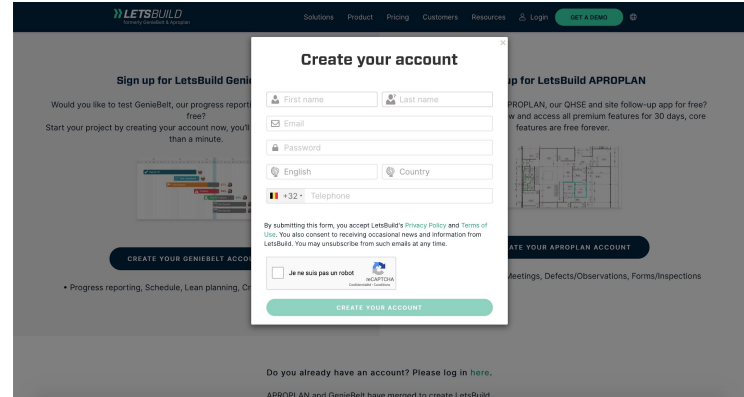 LETSBUILD
formerly GenieBelt & Aproplan
Solutions Product Pricing Customers Resources Login GET A DEMO
Create your account
First name Last name
Email
Password
English Country
+32 Telephone
By submitting this form, you accept LetsBuild's Privacy Policy and Terms of
Use. You also consent to receiving occasional news and information from
LetsBuild. You may unsubscribe from such emails at any time.
Je ne suis pas un robot
reCAPTCHA
Confidentialité - Conditions
CREATE YOUR ACCOUNT
Sign up for LetsBuild Genie
Would you like to test GenieBelt, our progress reporti
free?
Start your project by creating your account now, you'll
than a minute.
CREATE YOUR GENIEBELT ACCOU
• Progress reporting, Schedule, Lean planning, Cr
up for LetsBuild APROPLAN
PROPLAN, our QHSE and site follow-up app for free?
w and access all premium features for 30 days, core
features are free forever.
ATE YOUR APROPLAN ACCOUNT
Meetings, Defects/Observations, Forms/Inspections
Do you already have an account? Please log in here.
APROPLAN and GenieBelt have merged to create LetsBuild